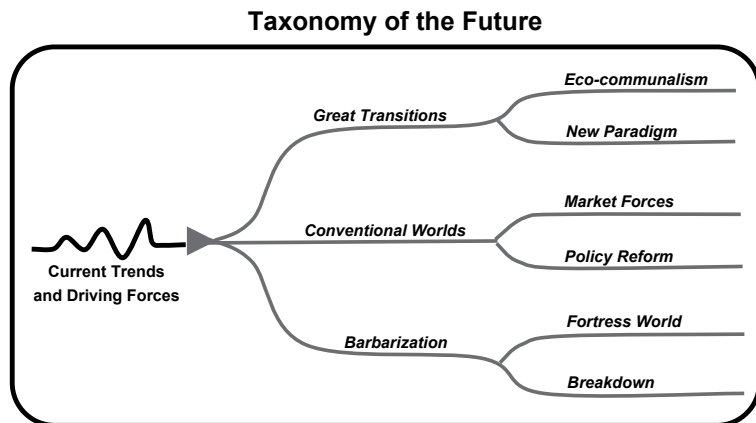 Taxonomy of the Future
Eco-communalism
Great Transitions
New Paradigm
Market Forces
Conventional Worlds
Policy Reform
Current Trends
and Driving Forces
Fortress World
Barbarization
Breakdown